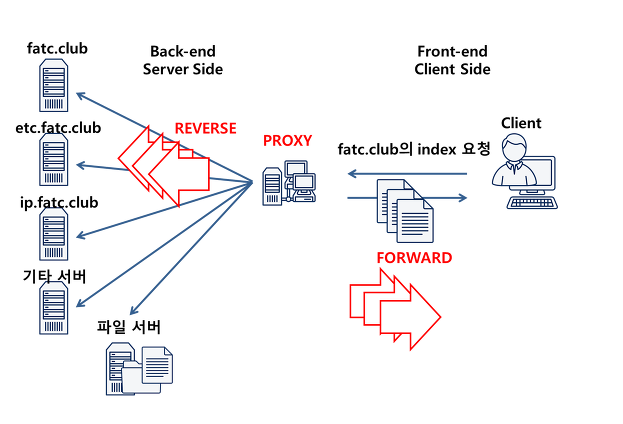 fatc.club
Back-end
Server Side
Front-end
Client Side
etc.fatc.club
REVERSE
PROXY
Client
fatc.club의 index 요청
ip.fatc.club
FORWARD
기타 서버
파일 서버